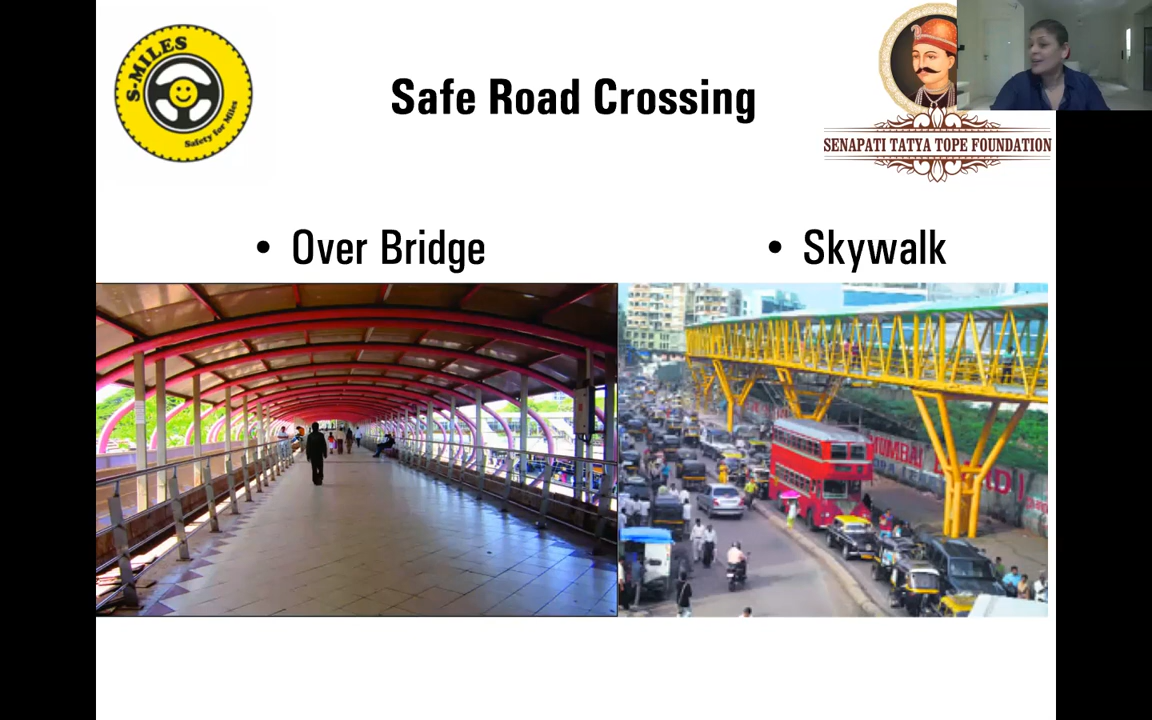 S-MILES
Safety for Miles
Safe Road Crossing
SENAPATI TATYA TOPE FOUNDATION
• Over Bridge
• Skywalk
MUMBAI